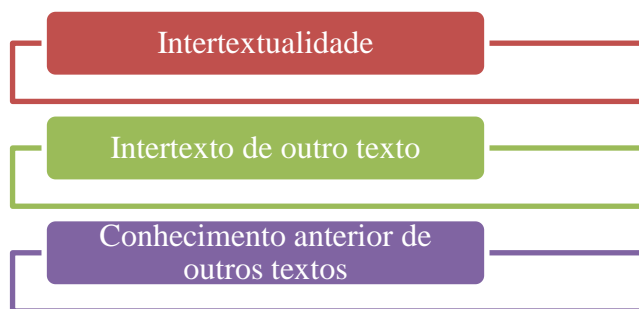 Intertextualidade
Intertexto de outro texto
Conhecimento anterior de
outros textos